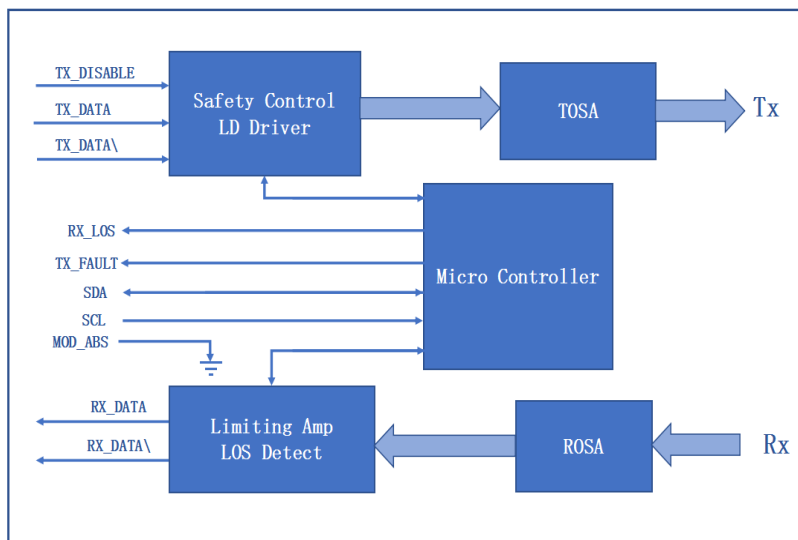 TX_DISABLE
TX_DATA
TX_DATA\
Safety Control
LD Driver
TOSA
Tx
RX_LOS
TX_FAULT
SDA
SCL
MOD_ABS
Micro Controller
RX_DATA
RX_DATA\
Limiting Amp
LOS Detect
ROSA
Rx